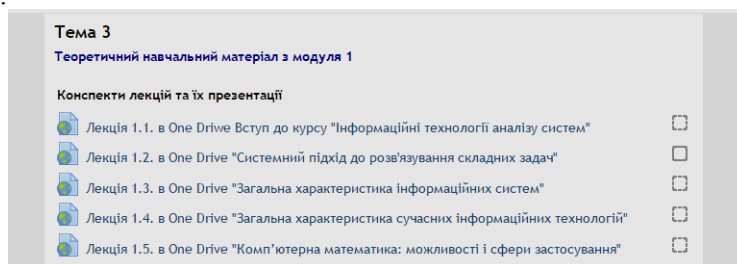 Тема 3
Теоретичний навчальний матеріал з модуля 1
Конспекти лекцій та їх презентації
Лекція 1.1. в One Driwe Вступ до курсу "Інформаційні технології аналізу систем"
Лекція 1.2. в One Drive "Системний підхід до розв'язування складних задач"
Лекція 1.3. в One Drive "Загальна характеристика інформаційних систем"
Лекція 1.4. в One Drive "Загальна характеристика сучасних інформаційних технологій"
Лекція 1.5. в One Drive "Комп’ютерна математика: можливості і сфери застосування"